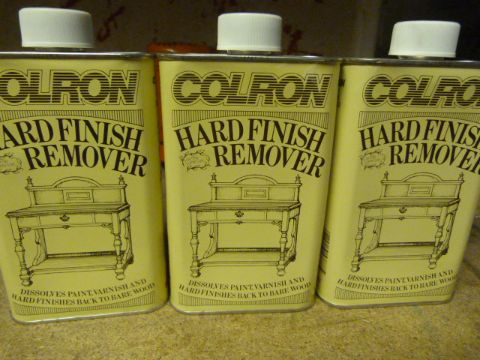 COLRON
HARD FINISH
REMOVER
DISSOLVES PAINT, VARNISH AND
HARD FINISHES BACK TO BARE WOOD
COLRON
HARD FINISH
REMOVER
DISSOLVES PAINT, VARNISH AND
HARD FINISHES BACK TO BARE WOOD
COLRON
HARD FINISH
REMOVER
DISSOLVES PAINT, VARNISH AND
HARD FINISHES BACK TO BARE WOOD